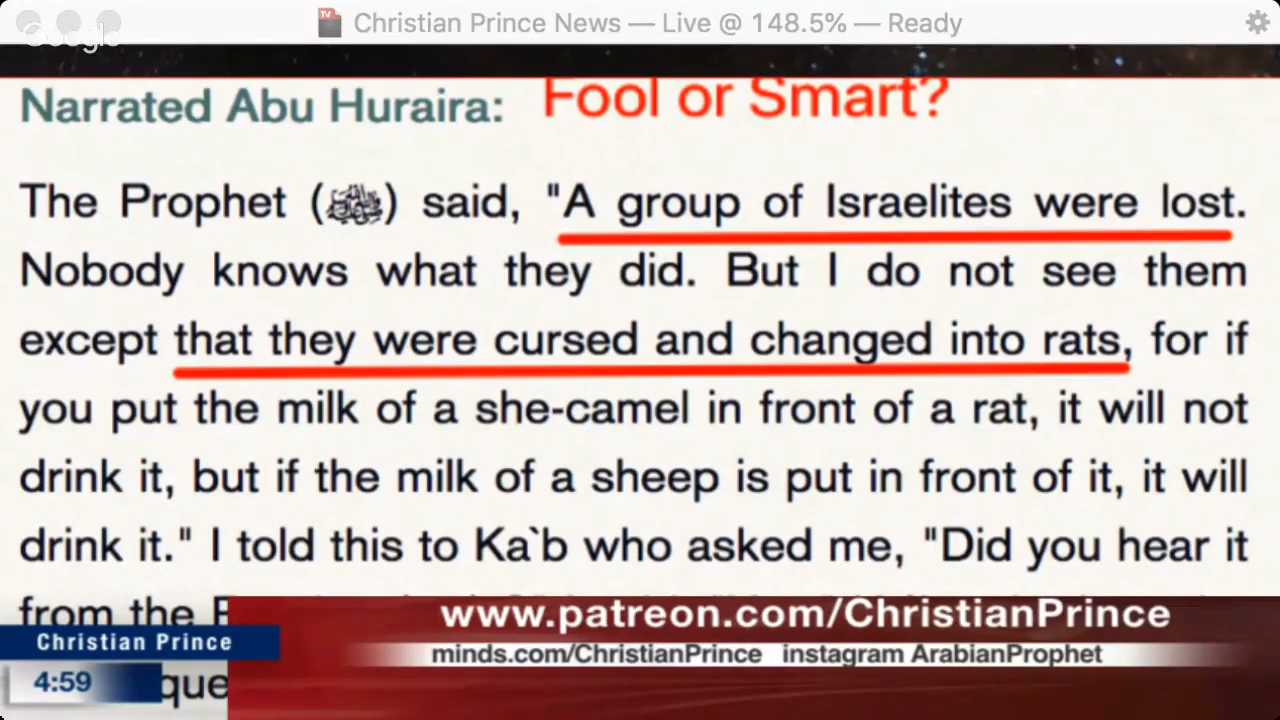 Christian Prince News — Live @ 148.5% — Ready
Google
Narrated Abu Huraira: Fool or Smart?
The Prophet (ﷺ) said, "A group of Israelites were lost.
Nobody knows what they did. But I do not see them
except that they were cursed and changed into rats, for if
you put the milk of a she-camel in front of a rat, it will not
drink it, but if the milk of a sheep is put in front of it, it will
drink it." I told this to Ka`b who asked me, "Did you hear it
from the
www.patreon.com/ChristianPrince
Christian Prince
minds.com/ChristianPrince instagram ArabianProphet
4:59
que